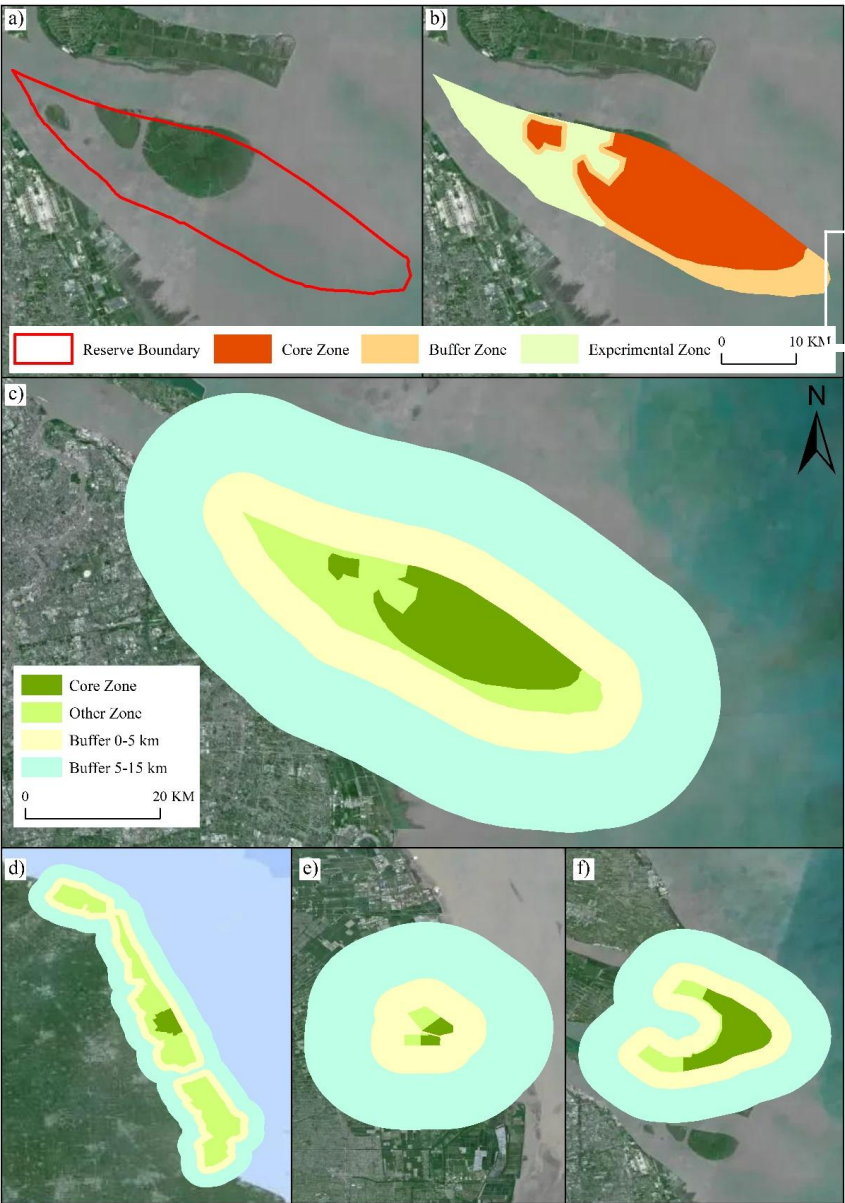 a)
b)
Reserve Boundary
Core Zone
Buffer Zone
Experimental Zone
0
10 KM
c)
N
Core Zone
Other Zone
Buffer 0-5 km
Buffer 5-15 km
0
20 KM
d)
e)
f)